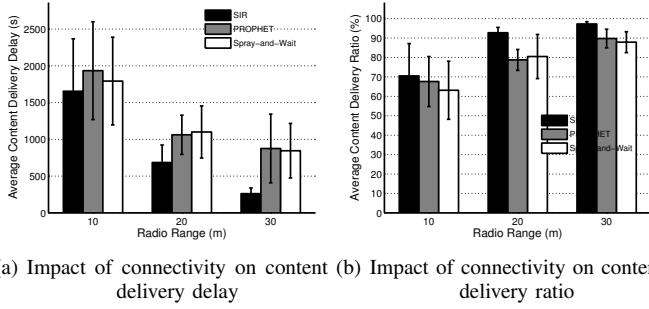 Average Content Delivery Delay (s)
2500
2000
1500
1000
500
0
10
20
30
Radio Range (m)
SIR
PROPHET
Spray−and−Wait
Average Content Delivery Ratio (%)
100
90
80
70
60
50
40
30
20
10
0
10
20
30
Radio Range (m)
Wait
a) Impact of connectivity on content
delivery delay
(b) Impact of connectivity on conten
delivery ratio